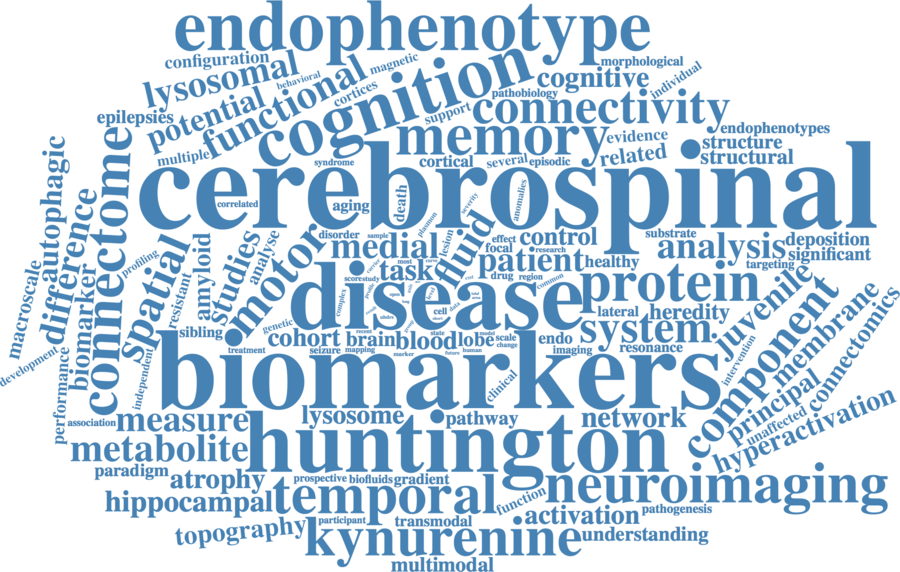 endophenotype
configuration
lysosomal
behavioral
magnetic
morphological
potential
functional
cognition
cognitive
individual
cortices
pathobiology
epilepsies
support
connectivity
multiple
memory
evidence
endophenotypes
related
structure
structural
syndrome
cortical
several
episodic
autophagic
connectome
cerebrospinal
correlated
aging
death
anomalies
severity
plasmon
macroscale
difference
biomarker
profiling
spatial
resistant
amyloid
studies
analyse
motor
disorder
sample
medial
lesion
fluid
effect
focal
control
research
substrate
analysis
deposition
significant
targeting
task
patient
healthy
drug
region
common
complex
disease
protein
juvenile
cell
data
level
lateral
heredity
sibling
genetic
cohort
recent
brain
blood
state
lobe
model
scale
change
endo
system
component
membrane
connectomics
development
performance
independent
treatment
seizure
mapping
marker
future
human
imaging
resonance
intervention
biomarkers
clinical
principal
unaffected
hyperactivation
association
measure
lysosome
pathway
network
metabolite
huntington
paradigm
atrophy
prospective
biofluids
gradient
neuroimaging
hippocampal
temporal
function
pathogenesis
topography
participant
transmodal
activation
kynurenine
understanding
multimodal